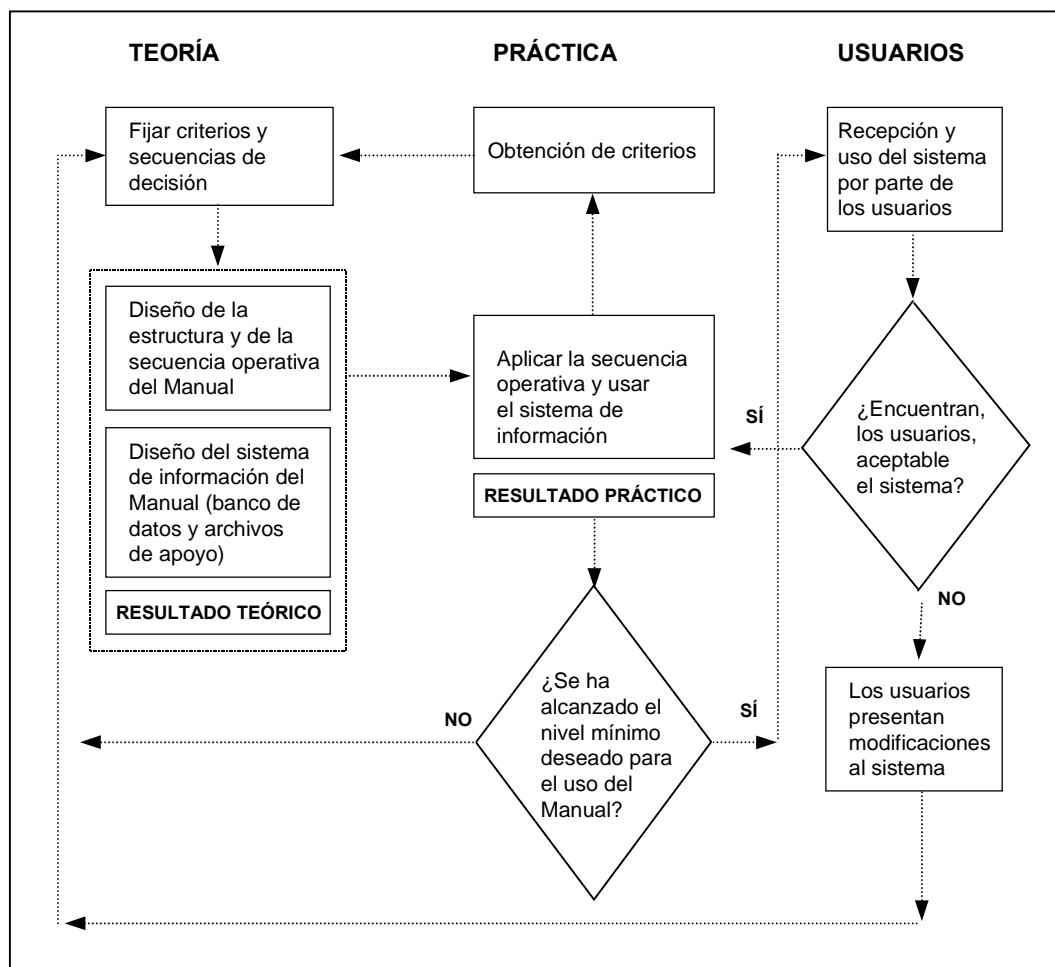 TEORÍA
PRÁCTICA
USUARIOS
Fijar criterios y
secuencias de
decisión
Obtención de criterios
Recepción y
uso del sistema
por parte de
los usuarios
Diseño de la
estructura y de la
secuencia operativa
del Manual
Aplicar la secuencia
operativa y usar
el sistema de
información
SÍ
¿Encuentran,
los usuarios,
aceptable
el sistema?
Diseño del sistema
de información del
Manual (banco de
datos y archivos
de apoyo)
RESULTADO PRÁCTICO
RESULTADO TEÓRICO
NO
¿Se ha
alcanzado el
nivel mínimo
deseado para
el uso del
Manual?
NO
SÍ
Los usuarios
presentan
modificaciones
al sistema